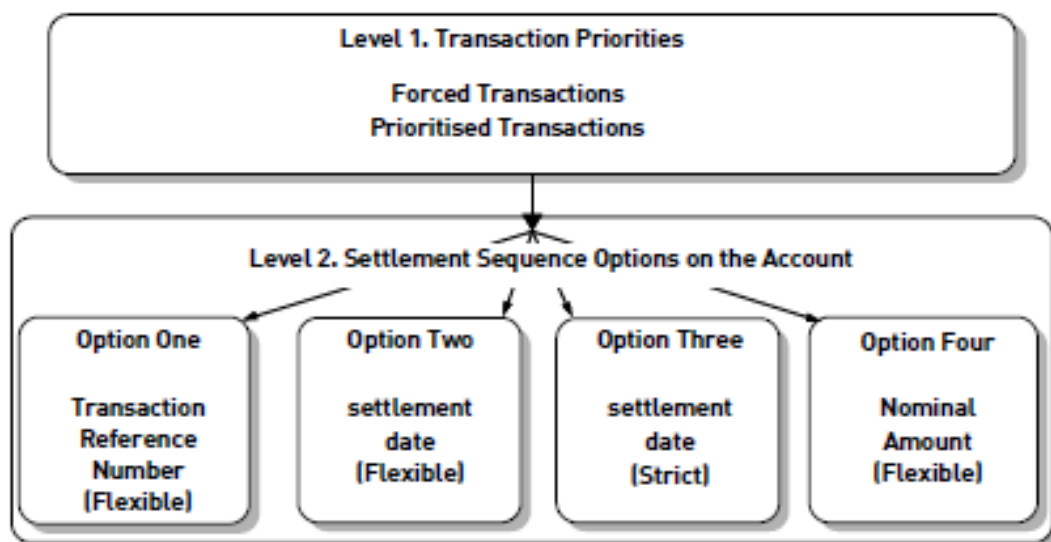 Level 1. Transaction Priorities
Forced Transactions
Prioritised Transactions
Level 2. Settlement Sequence Options on the Account
Option One
Transaction
Reference
Number
(Flexible)
Option Two
settlement
date
(Flexible)
Option Three
settlement
date
(Strict)
Option Four
Nominal
Amount
(Flexible)